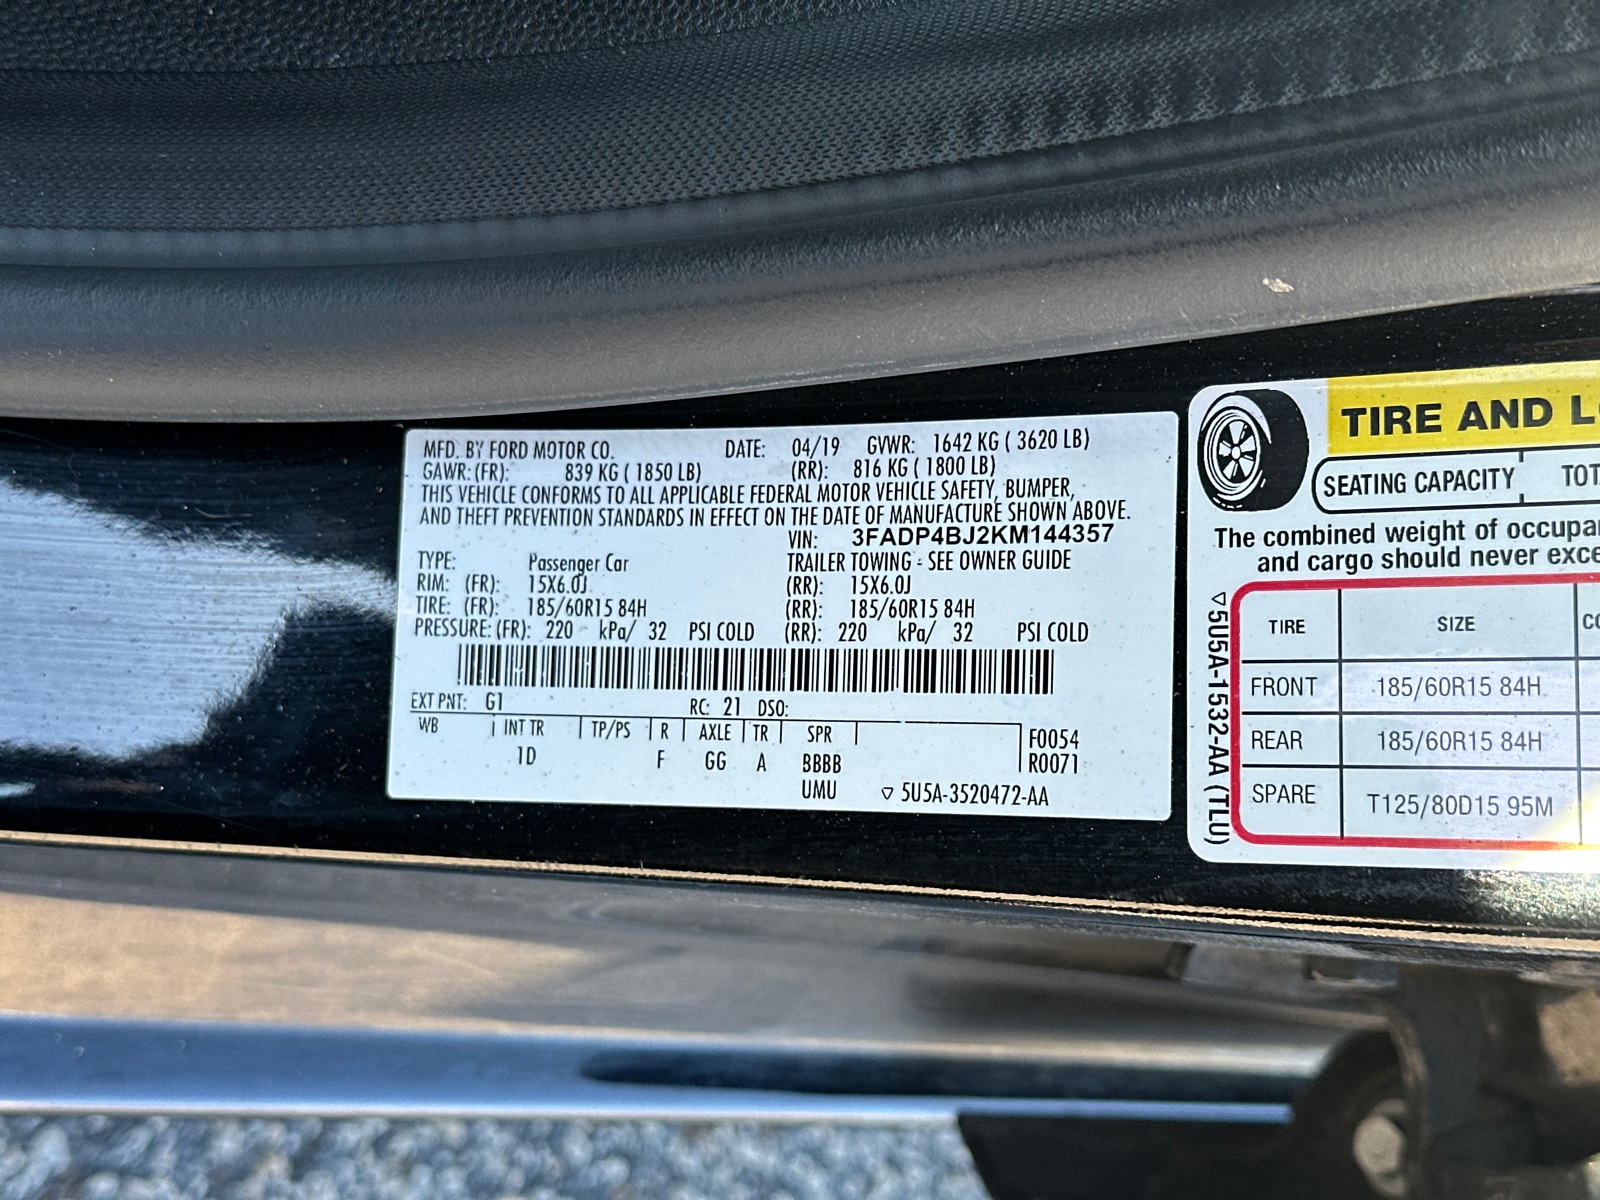 MFD. BY FORD MOTOR CO. DATE: 04/19 GVWR: 1642 KG ( 3620 LB)
GAWR: (FR): 839 KG ( 1850 LB) (RR): 816 KG ( 1800 LB)
THIS VEHICLE CONFORMS TO ALL APPLICABLE FEDERAL MOTOR VEHICLE SAFETY, BUMPER,
AND THEFT PREVENTION STANDARDS IN EFFECT ON THE DATE OF MANUFACTURE SHOWN ABOVE.
VIN: 3FADP4BJ2KM144357
TYPE: Passenger Car TRAILER TOWING - SEE OWNER GUIDE
RIM: (FR): 15X6.0J (RR): 15X6.0J
TIRE: (FR): 185/60R15 84H (RR): 185/60R15 84H
PRESSURE: (FR): 220 kPa/ 32 PSI COLD (RR): 220 kPa/ 32 PSI COLD
EXT PNT: G1 RC: 21 DSO:
WB INT TR TP/PS R AXLE TR SPR F0054
1D F GG A BBBB R0071
UMU ▽ 5U5A-3520472-AA
TIRE AND LO
SEATING CAPACITY TOTA
The combined weight of occupan
and cargo should never exce
▽5U5A-1532-AA (TLU)
TIRE SIZE CO
FRONT 185/60R15 84H
REAR 185/60R15 84H
SPARE T125/80D15 95M